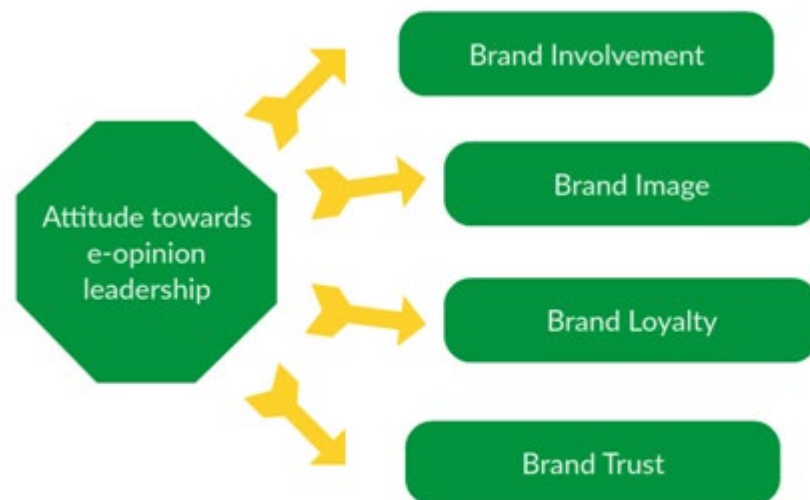 Brand Involvement
Attitude towards
e-opinion
leadership
Brand Image
Brand Loyalty
Brand Trust